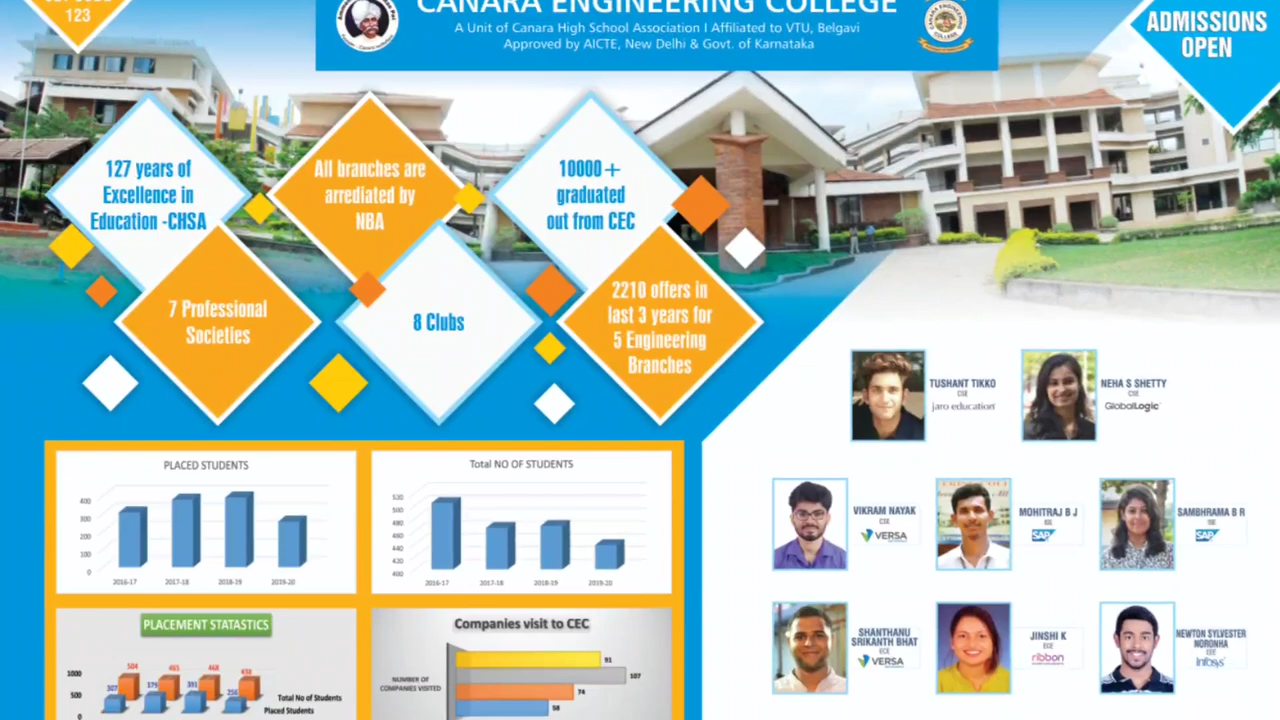 123
CANARA ENGINEERING COLLEGE
A Unit of Canara High School Association I Affiliated to VTU, Belgavi
Approved by AICTE, New Delhi & Govt. of Karnataka
ADMISSIONS
OPEN
127 years of
Excellence in
Education -CHSA
All branches are
arrediated by
NBA
10000+
graduated
out from CEC
7 Professional
Societies
8 Clubs
2210 offers in
last 3 years for
5 Engineering
Branches
TUSHANT TIKKO
CSE
jaro education
NEHA S SHETTY
CSE
GlobalLogic
VIKRAM NAYAK
CSE
VERSA
MOHITRAJ B J
ISE
SAP
SAMBHRAMA B R
ISE
SAP
SHANTHANU
SRIKANTH BHAT
ECE
VERSA
JINSHI K
ECE
ribbon
NEWTON SYLVESTER
NORONHA
EEE
Infosys
PLACED STUDENTS
400
300
200
100
0
2016-17 2017-18 2018-19 2019-20
Total NO OF STUDENTS
520
500
480
460
440
420
400
2016-17 2017-18 2018-19 2019-20
PLACEMENT STATASTICS
1000
500
0
504 465 468 438
307 379 391 256
Total No of Students
Placed Students
Companies visit to CEC
NUMBER OF
COMPANIES VISITED
91
107
74
58